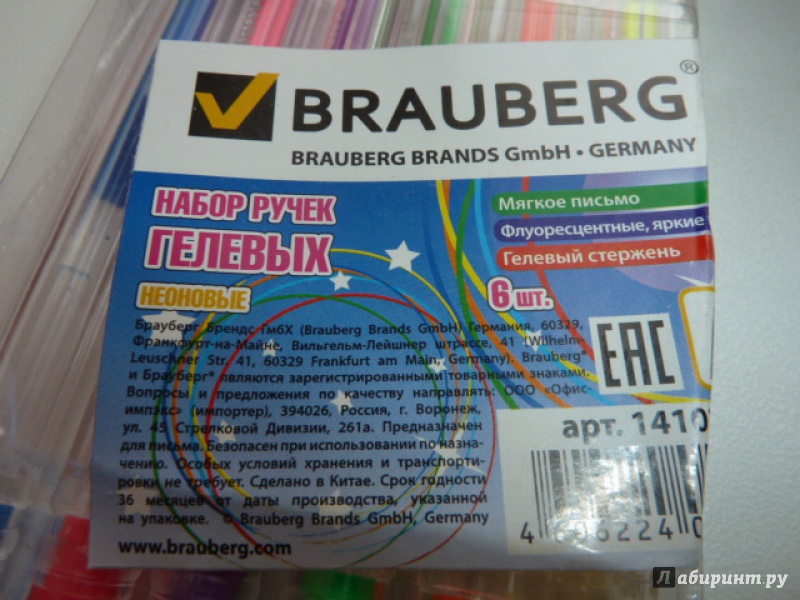 BRAUBERG®
BRAUBERG BRANDS GmbH • GERMANY
НАБОР РУЧЕК
ГЕЛЕВЫХ
НЕОНОВЫЕ
Мягкое письмо
Флуоресцентные, яркие
Гелевый стержень
6 шт.
Брауберг Брендс ГмбХ (Brauberg Brands GmbH) Германия, 60329,
Франкфурт-на-Майне, Вильгельм-Лейшнер штрассе, 41 (Wilhelm-
Leuschner Str. 41, 60329 Frankfurt am Main, Germany). Brauberg®
и Брауберг® являются зарегистрированными товарными знаками.
Вопросы и предложения по качеству направлять: ООО «Офис-
импэкс» (импортер), 394026, Россия, г. Воронеж,
ул. 45 Стрелковой Дивизии, 261а. Предназначен
для письма. Безопасен при использовании по назна-
чению. Особых условий хранения и транспорти-
ровки не требует. Сделано в Китае. Срок годности
36 месяцев от даты производства, указанной
на упаковке. © Brauberg Brands GmbH, Germany
www.brauberg.com
EAC
арт. 1410
4 606224 0
Лабиринт.ру